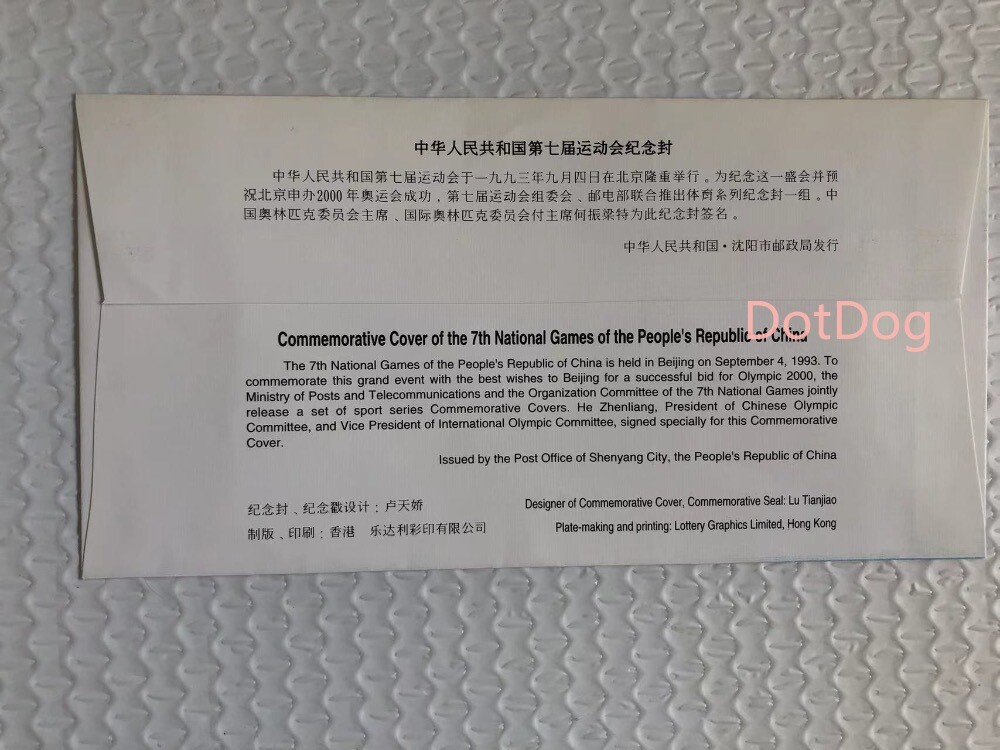 中华人民共和国第七届运动会纪念封
中华人民共和国第七届运动会于一九九三年九月四日在北京隆重举行。为纪念这一盛会并预
祝北京申办2000年奥运会成功，第七届运动会组委会、邮电部联合推出体育系列纪念封一组。中
国奥林匹克委员会主席、国际奥林匹克委员会付主席何振梁特为此纪念封签名。
中华人民共和国·沈阳市邮政局发行
DotDog
Commemorative Cover of the 7th National Games of the People's Republic of China
The 7th National Games of the People's Republic of China is held in Beijing on September 4, 1993. To
commemorate this grand event with the best wishes to Beijing for a successful bid for Olympic 2000, the
Ministry of Posts and Telecommunications and the Organization Committee of the 7th National Games jointly
release a set of sport series Commemorative Covers. He Zhenliang, President of Chinese Olympic
Committee, and Vice President of International Olympic Committee, signed specially for this Commemorative
Cover.
Issued by the Post Office of Shenyang City, the People's Republic of China
纪念封、纪念戳设计：卢天娇
Designer of Commemorative Cover, Commemorative Seal: Lu Tianjiao
制版、印刷：香港 乐达利彩印有限公司
Plate-making and printing: Lottery Graphics Limited, Hong Kong